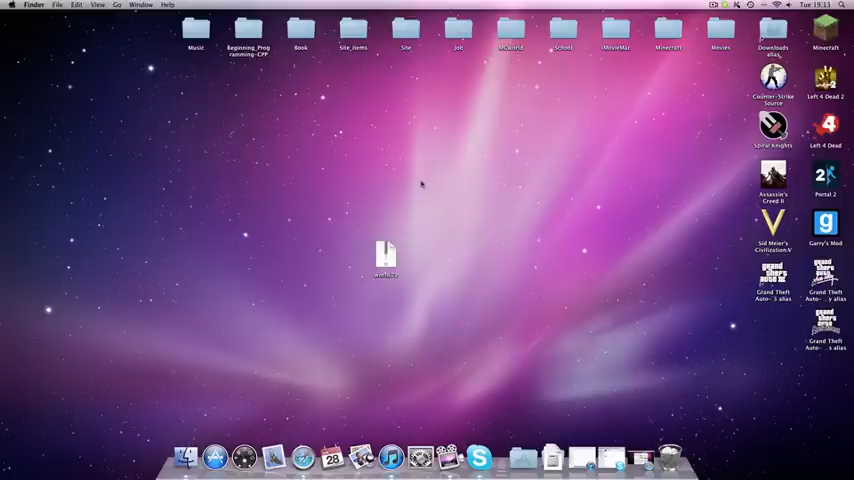 Finder File Edit View Go Window Help
Tue 19:13
Music
Beginning_Prog
ramming-CPP
Book
Site_items
Site
Job
MCworld
School
iMovieMac
Minecraft
Movies
Downloads
alias
Minecraft
Counter-Strike
Source
Left 4 Dead 2
Spiral Knights
Left 4 Dead
Assassin's
Creed II
Portal 2
Sid Meier's
Civilization V
Garry's Mod
Grand Theft
Auto- 3 alias
Grand Theft
Auto- ...y alias
Grand Theft
Auto- ...s alias
world.7z
28